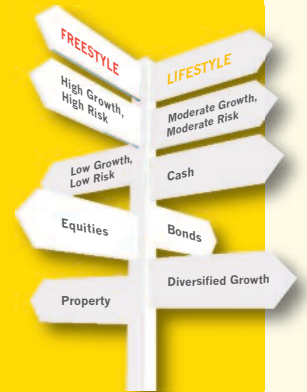 FREESTYLE
LIFESTYLE
High Growth,
High Risk
Moderate Growth,
Moderate Risk
Low Growth,
Low Risk
Cash
Equities
Bonds
Diversified Growth
Property